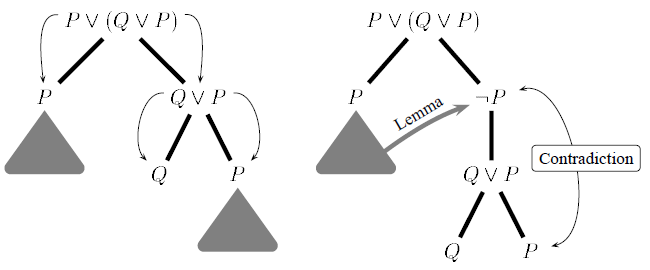 P ∨ (Q ∨ P)
P
Q ∨ P
Q
P
P ∨ (Q ∨ P)
P
¬P
Lemma
Contradiction
Q ∨ P
Q
P